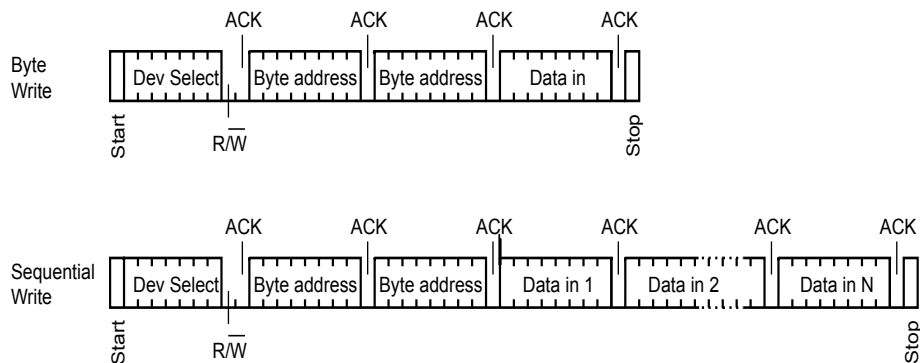 ACK ACK ACK ACK
Byte
Write
Dev Select Byte address Byte address Data in
Start
R/W
Stop
ACK ACK ACK ACK ACK ACK
Sequential
Write
Dev Select Byte address Byte address Data in 1 Data in 2 Data in N
Start
R/W
Stop